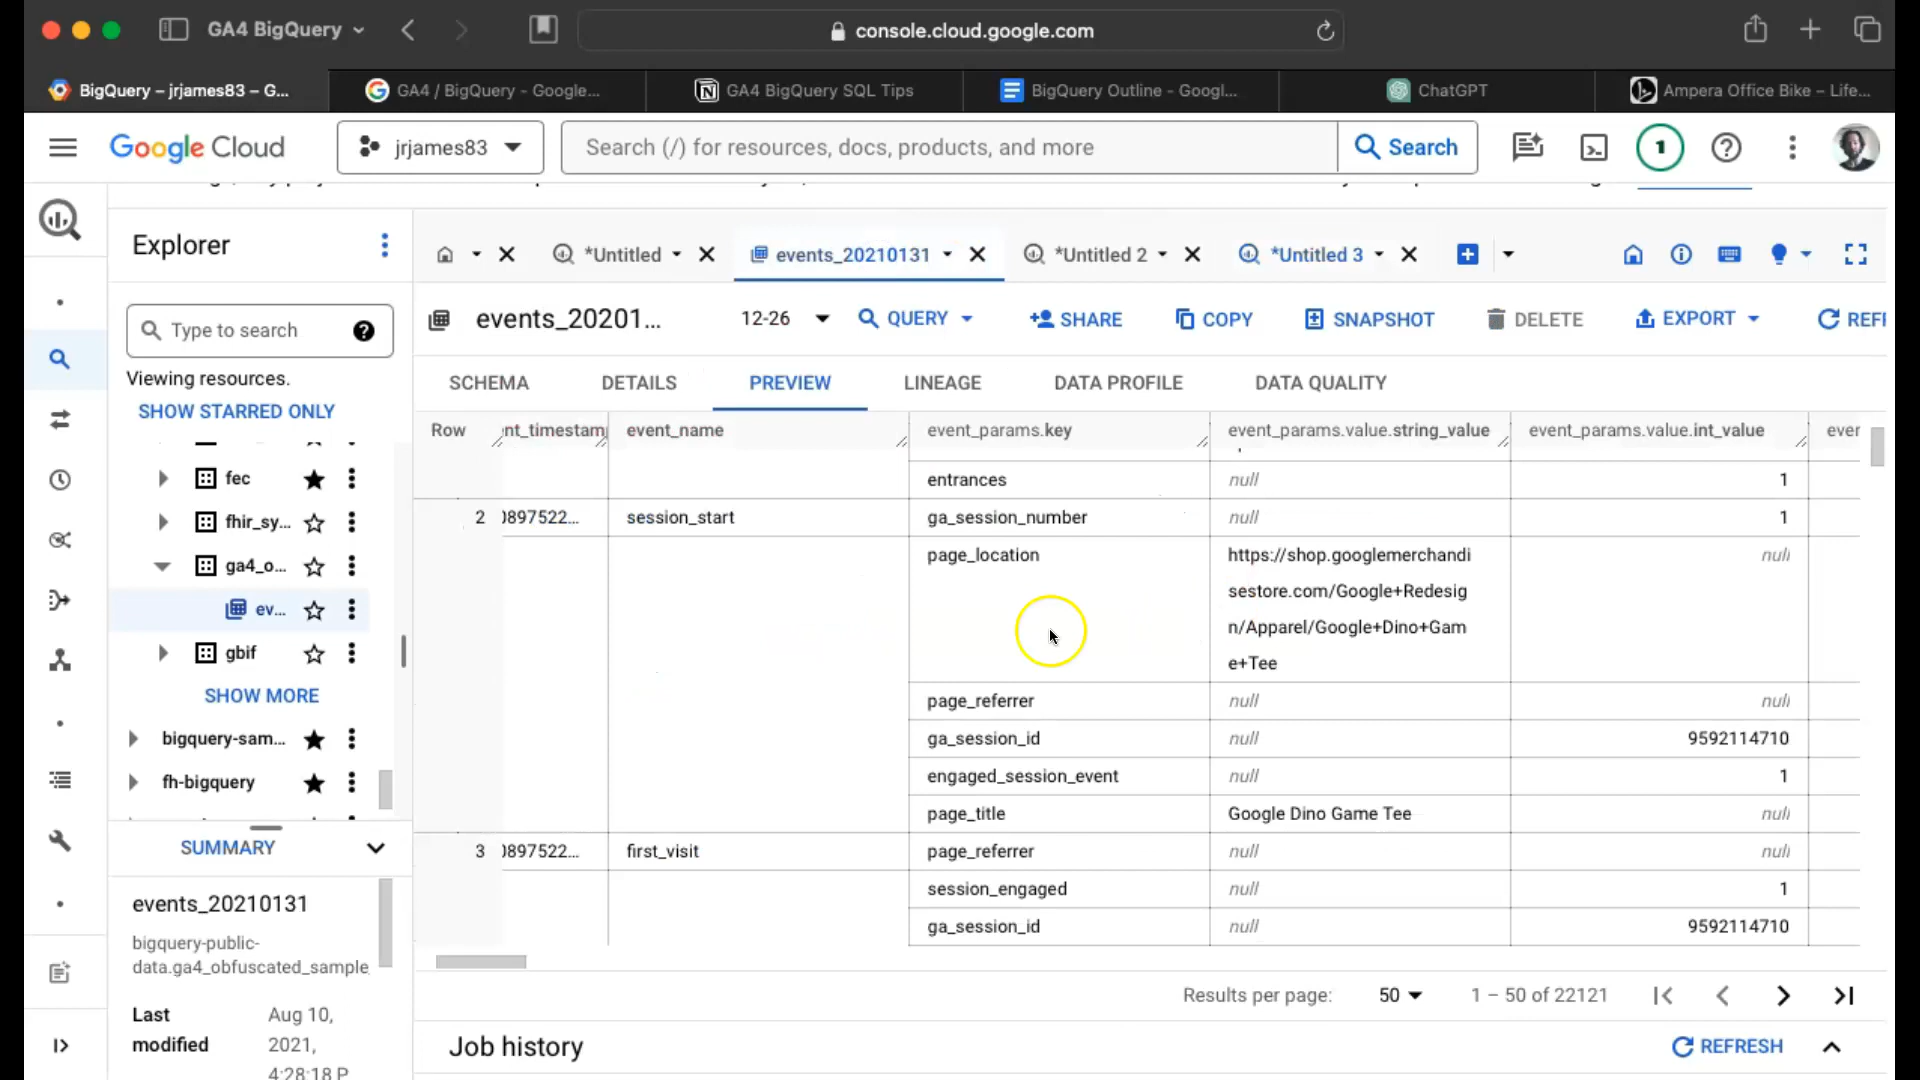 GA4 BigQuery
console.cloud.google.com
BigQuery – jrjames83 – G...
GA4 / BigQuery - Google...
GA4 BigQuery SQL Tips
BigQuery Outline - Googl...
ChatGPT
Ampera Office Bike – Life...
Google Cloud
jrjames83
Search (/) for resources, docs, products, and more
Search
1
Explorer
*Untitled
events_20210131
*Untitled 2
*Untitled 3
events_20201...
12-26
QUERY
SHARE
COPY
SNAPSHOT
DELETE
EXPORT
REFI
Type to search
Viewing resources.
SHOW STARRED ONLY
SCHEMA
DETAILS
PREVIEW
LINEAGE
DATA PROFILE
DATA QUALITY
Row
nt_timestam
event_name
event_params.key
event_params.value.string_value
event_params.value.int_value
ever
entrances null 1
2 )897522... session_start ga_session_number null 1
page_location https://shop.googlemerchandi null
sestore.com/Google+Redesig
n/Apparel/Google+Dino+Gam
e+Tee
page_referrer null null
ga_session_id null 9592114710
engaged_session_event null 1
page_title Google Dino Game Tee null
3 )897522... first_visit page_referrer null null
session_engaged null 1
ga_session_id null 9592114710
fec
fhir_sy...
ga4_o...
ev...
gbif
SHOW MORE
bigquery-sam...
fh-bigquery
SUMMARY
events_20210131
bigquery-public-
data.ga4_obfuscated_sample
Last modified
Aug 10,
2021,
4:28:18 P
Results per page: 50 1 – 50 of 22121
Job history
REFRESH